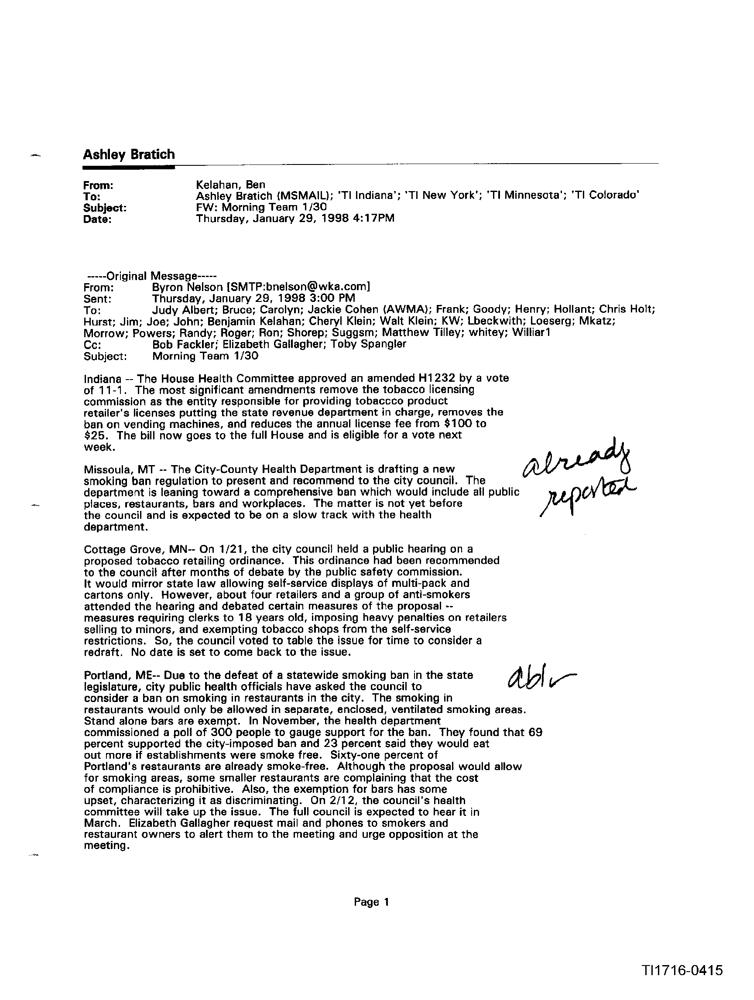 Ashley Bratich
From: Kelahan, Ben
To: Ashley Bratich (MSMAIL); 'TI Indiana'; 'TI New York'; 'TI Minnesota'; 'TI Colorado'
Subject: FW: Morning Team 1/30
Date: Thursday, January 29, 1998 4:17PM
-----Original Message-----
From: Byron Nelson [SMTP:bnelson@wka.com]
Sent: Thursday, January 29, 1998 3:00 PM
To: Judy Albert; Bruce; Carolyn; Jackie Cohen (AWMA); Frank; Goody; Henry; Hollant; Chris Holt;
Hurst; Jim; Joe; John; Benjamin Kelahan; Cheryl Klein; Walt Klein; KW; Lbeckwith; Loeserg; Mkatz;
Morrow; Powers; Randy; Roger; Ron; Shorep; Suggsm; Matthew Tilley; whitey; Williar1
Cc: Bob Fackler; Elizabeth Gallagher; Toby Spangler
Subject: Morning Team 1/30
Indiana -- The House Health Committee approved an amended H1232 by a vote
of 11-1. The most significant amendments remove the tobacco licensing
commission as the entity responsible for providing tobaccco product
retailer's licenses putting the state revenue department in charge, removes the
ban on vending machines, and reduces the annual license fee from $100 to
$25. The bill now goes to the full House and is eligible for a vote next
week.
already
reported
Missoula, MT -- The City-County Health Department is drafting a new
smoking ban regulation to present and recommend to the city council. The
department is leaning toward a comprehensive ban which would include all public
places, restaurants, bars and workplaces. The matter is not yet before
the council and is expected to be on a slow track with the health
department.
Cottage Grove, MN-- On 1/21, the city council held a public hearing on a
proposed tobacco retailing ordinance. This ordinance had been recommended
to the council after months of debate by the public safety commission.
It would mirror state law allowing self-service displays of multi-pack and
cartons only. However, about four retailers and a group of anti-smokers
attended the hearing and debated certain measures of the proposal --
measures requiring clerks to 18 years old, imposing heavy penalties on retailers
selling to minors, and exempting tobacco shops from the self-service
restrictions. So, the council voted to table the issue for time to consider a
redraft. No date is set to come back to the issue.
Portland, ME-- Due to the defeat of a statewide smoking ban in the state
legislature, city public health officials have asked the council to
consider a ban on smoking in restaurants in the city. The smoking in
restaurants would only be allowed in separate, enclosed, ventilated smoking areas.
Stand alone bars are exempt. In November, the health department
commissioned a poll of 300 people to gauge support for the ban. They found that 69
percent supported the city-imposed ban and 23 percent said they would eat
out more if establishments were smoke free. Sixty-one percent of
Portland's restaurants are already smoke-free. Although the proposal would allow
for smoking areas, some smaller restaurants are complaining that the cost
of compliance is prohibitive. Also, the exemption for bars has some
upset, characterizing it as discriminating. On 2/12, the council's health
committee will take up the issue. The full council is expected to hear it in
March. Elizabeth Gallagher request mail and phones to smokers and
restaurant owners to alert them to the meeting and urge opposition at the
meeting.
Page 1
TI1716-0415